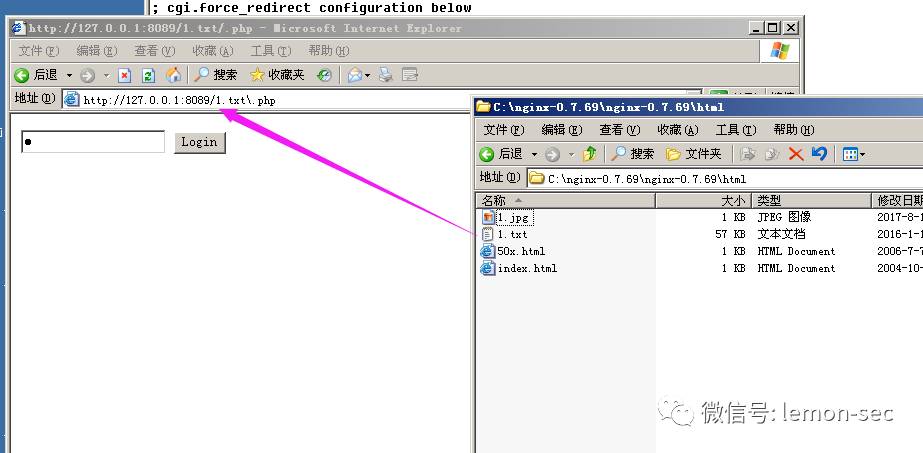 ; cgi.force_redirect configuration below
http://127.0.0.1:8089/1.txt/.php - Microsoft Internet Explorer
文件(F) 编辑(E) 查看(V) 收藏(A) 工具(T) 帮助(H)
后退 搜索 收藏夹
地址(D) http://127.0.0.1:8089/1.txt\.php
Login
C:\nginx-0.7.69\nginx-0.7.69\html
文件(F) 编辑(E) 查看(V) 收藏(A) 工具(T) 帮助(H)
后退 搜索 文件夹
地址(D) C:\nginx-0.7.69\nginx-0.7.69\html
名称 大小 类型 修改日期
1.jpg 1 KB JPEG 图像 2017-8-1
1.txt 57 KB 文本文档 2016-1-1
50x.html 1 KB HTML Document 2006-7-7
index.html 1 KB HTML Document 2004-10-
微信号: lemon-sec